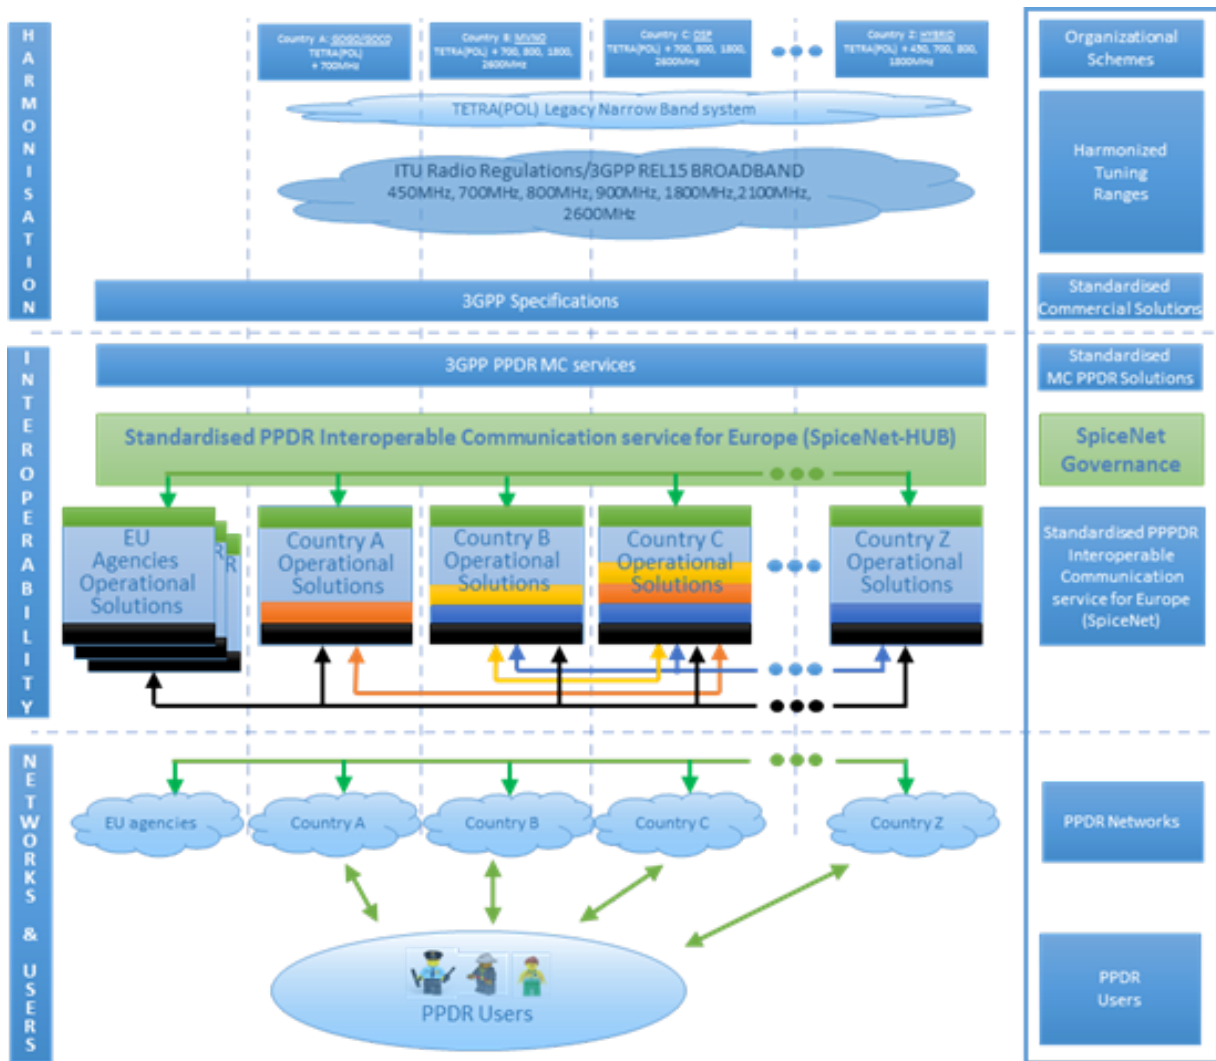 HARMONISATION
Country A: GOGO/GOCO
TETRA(POL)
+ 700MHz
Country B: MVNO
TETRA(POL) + 700, 800, 1800,
2600MHz
Country C: DSP
TETRA(POL) + 700, 800, 1800,
2600MHz
Country Z: HYBRID
TETRA(POL) + 450, 700, 800,
1800MHz
Organizational
Schemes
TETRA(POL) Legacy Narrow Band system
ITU Radio Regulations/3GPP REL15 BROADBAND
450MHz, 700MHz, 800MHz, 900MHz, 1800MHz,2100MHz,
2600MHz
Harmonized
Tuning
Ranges
3GPP Specifications
Standardised
Commercial Solutions
INTEROPERABILITY
3GPP PPDR MC services
Standardised
MC PPDR Solutions
Standardised PPDR Interoperable Communication service for Europe (SpiceNet-HUB)
SpiceNet
Governance
EU
Agencies
Operational
Solutions
R
R
Country A
Operational
Solutions
Country B
Operational
Solutions
Country C
Operational
Solutions
Country Z
Operational
Solutions
Standardised PPPDR
Interoperable
Communication
service for Europe
(SpiceNet)
NETWORKS & USERS
EU agencies
Country A
Country B
Country C
Country Z
PPDR Networks
PPDR Users
PPDR
Users